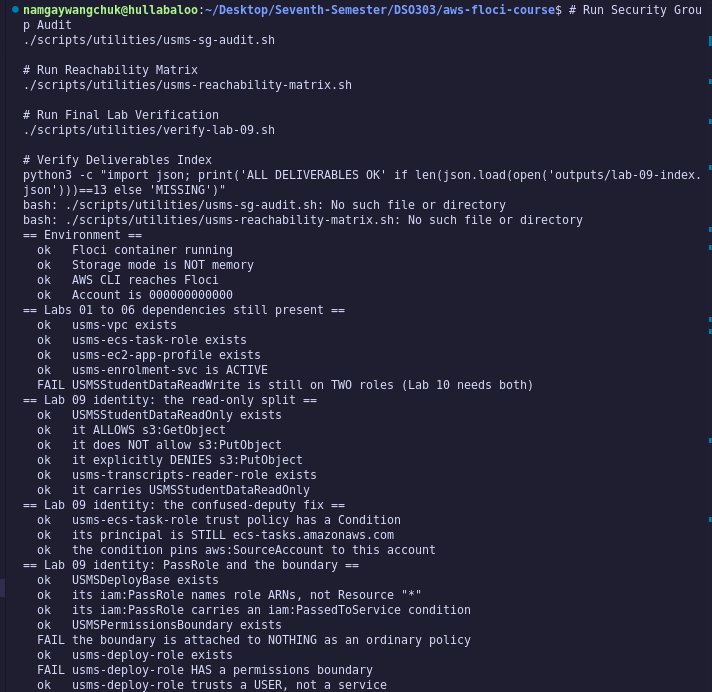 namgaywangchuk@hullabaloo:~/Desktop/Seventh-Semester/DSO303/aws-floci-course$ # Run Security Grou
p Audit
./scripts/utilities/usms-sg-audit.sh

# Run Reachability Matrix
./scripts/utilities/usms-reachability-matrix.sh

# Run Final Lab Verification
./scripts/utilities/verify-lab-09.sh

# Verify Deliverables Index
python3 -c "import json; print('ALL DELIVERABLES OK' if len(json.load(open('outputs/lab-09-index.
json')))==13 else 'MISSING')"
bash: ./scripts/utilities/usms-sg-audit.sh: No such file or directory
bash: ./scripts/utilities/usms-reachability-matrix.sh: No such file or directory
== Environment ==
  ok   Floci container running
  ok   Storage mode is NOT memory
  ok   AWS CLI reaches Floci
  ok   Account is 000000000000
== Labs 01 to 06 dependencies still present ==
  ok   usms-vpc exists
  ok   usms-ecs-task-role exists
  ok   usms-ec2-app-profile exists
  ok   usms-enrolment-svc is ACTIVE
  FAIL USMSStudentDataReadWrite is still on TWO roles (Lab 10 needs both)
== Lab 09 identity: the read-only split ==
  ok   USMSStudentDataReadOnly exists
  ok   it ALLOWS s3:GetObject
  ok   it does NOT allow s3:PutObject
  ok   it explicitly DENIES s3:PutObject
  ok   usms-transcripts-reader-role exists
  ok   it carries USMSStudentDataReadOnly
== Lab 09 identity: the confused-deputy fix ==
  ok   usms-ecs-task-role trust policy has a Condition
  ok   its principal is STILL ecs-tasks.amazonaws.com
  ok   the condition pins aws:SourceAccount to this account
== Lab 09 identity: PassRole and the boundary ==
  ok   USMSDeployBase exists
  ok   its iam:PassRole names role ARNs, not Resource "*"
  ok   its iam:PassRole carries an iam:PassedToService condition
  ok   USMSPermissionsBoundary exists
  FAIL the boundary is attached to NOTHING as an ordinary policy
  ok   usms-deploy-role exists
  FAIL usms-deploy-role HAS a permissions boundary
  ok   usms-deploy-role trusts a USER, not a service